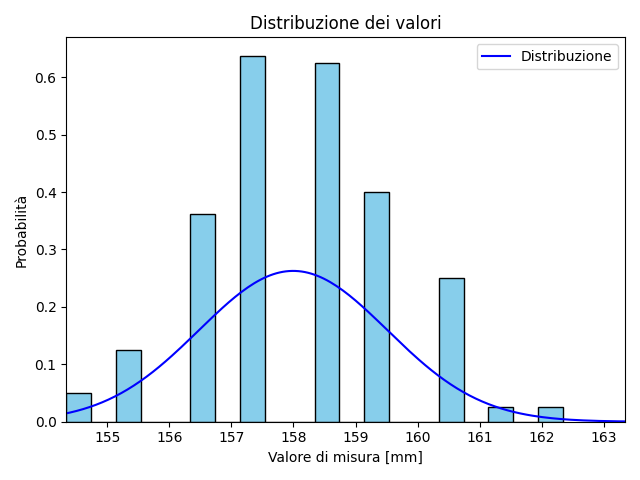 Distribuzione dei valori
Distribuzione
Probabilità
0.6
0.5
0.4
0.3
0.2
0.1
0.0
155 156 157 158 159 160 161 162 163
Valore di misura [mm]